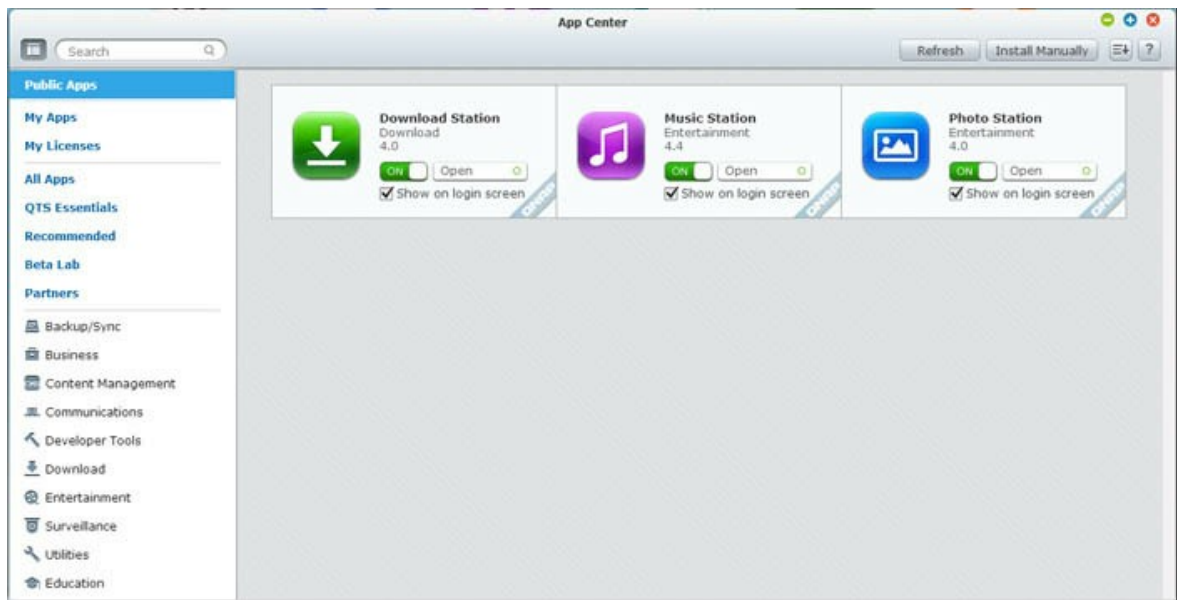 App Center
Search
Refresh
Install Manually
?
Public Apps
My Apps
My Licenses
All Apps
QTS Essentials
Recommended
Beta Lab
Partners
Backup/Sync
Business
Content Management
Communications
Developer Tools
Download
Entertainment
Surveillance
Utilities
Education
Download Station
Download
4.0
ON Open
Show on login screen
QNAP
Music Station
Entertainment
4.4
ON Open
Show on login screen
QNAP
Photo Station
Entertainment
4.0
ON Open
Show on login screen
QNAP